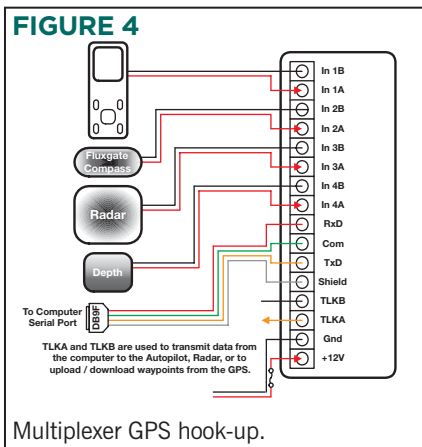 FIGURE 4
In 1B
In 1A
In 2B
In 2A
In 3B
In 3A
In 4B
In 4A
RxD
Com
TxD
Shield
TLKB
TLKA
Gnd
+12V
Fluxgate
Compass
Radar
Depth
To Computer
Serial Port
DB9F
TLKA and TLKB are used to transmit data from
the computer to the Autopilot, Radar, or to
upload / download waypoints from the GPS.
Multiplexer GPS hook-up.